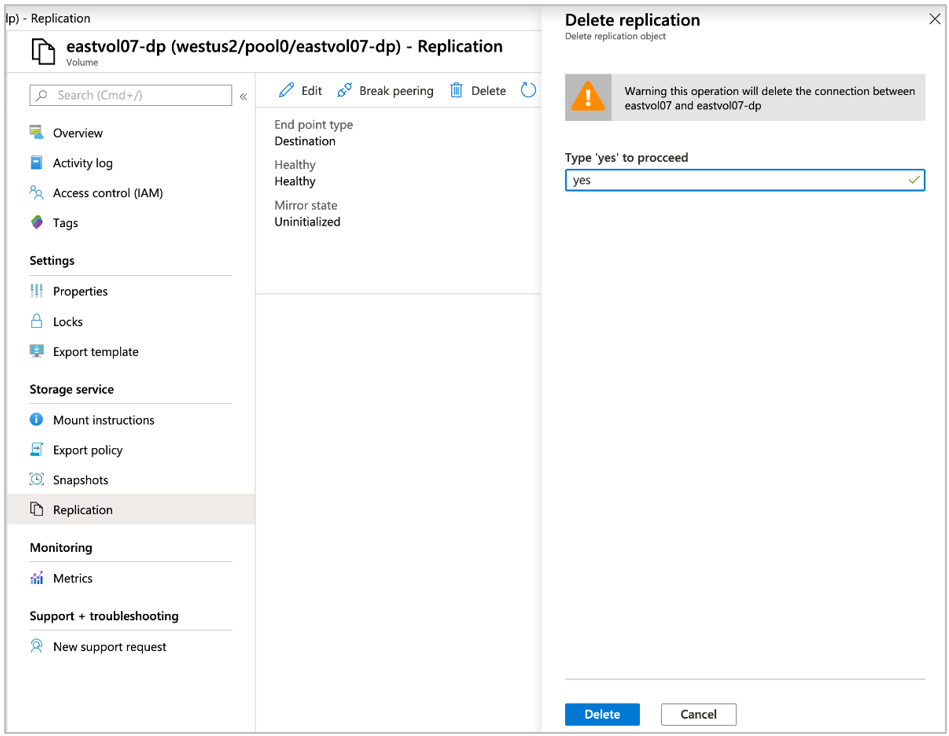 dp) - Replication
eastvol07-dp (westus2/pool0/eastvol07-dp) - Replication
Volume
Search (Cmd+/)
«
Overview
Activity log
Access control (IAM)
Tags
Settings
Properties
Locks
Export template
Storage service
Mount instructions
Export policy
Snapshots
Replication
Monitoring
Metrics
Support + troubleshooting
New support request
Edit Break peering Delete
End point type
Destination
Healthy
Healthy
Mirror state
Uninitialized
Delete replication
Delete replication object
Warning this operation will delete the connection between
eastvol07 and eastvol07-dp
Type 'yes' to procceed
yes
Delete Cancel